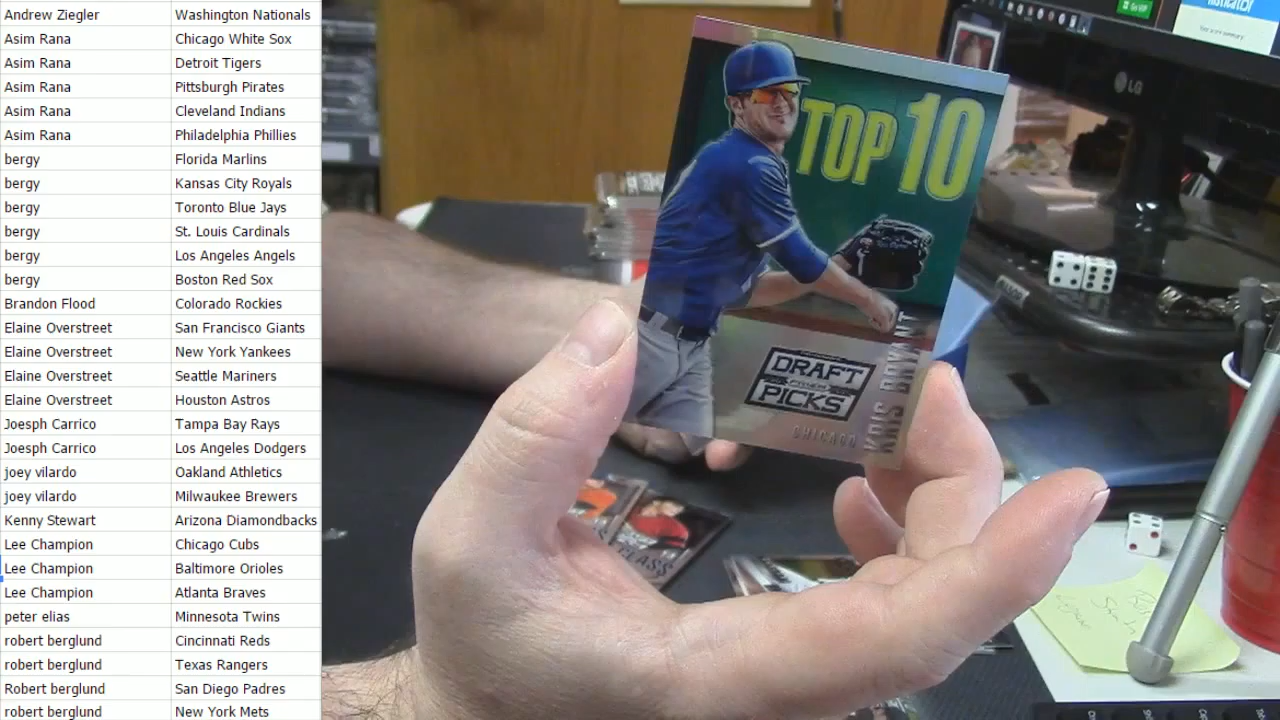 Andrew Ziegler Washington Nationals
Asim Rana Chicago White Sox
Asim Rana Detroit Tigers
Asim Rana Pittsburgh Pirates
Asim Rana Cleveland Indians
Asim Rana Philadelphia Phillies
bergy Florida Marlins
bergy Kansas City Royals
bergy Toronto Blue Jays
bergy St. Louis Cardinals
bergy Los Angeles Angels
bergy Boston Red Sox
Brandon Flood Colorado Rockies
Elaine Overstreet San Francisco Giants
Elaine Overstreet New York Yankees
Elaine Overstreet Seattle Mariners
Elaine Overstreet Houston Astros
Joesph Carrico Tampa Bay Rays
Joesph Carrico Los Angeles Dodgers
joey vilardo Oakland Athletics
joey vilardo Milwaukee Brewers
Kenny Stewart Arizona Diamondbacks
Lee Champion Chicago Cubs
Lee Champion Baltimore Orioles
Lee Champion Atlanta Braves
peter elias Minnesota Twins
robert berglund Cincinnati Reds
robert berglund Texas Rangers
Robert berglund San Diego Padres
robert berglund New York Mets
TOP 10
DRAFT
PRIZM
PICKS
CHICAGO
KRIS BRYANT
LG
Go VIP